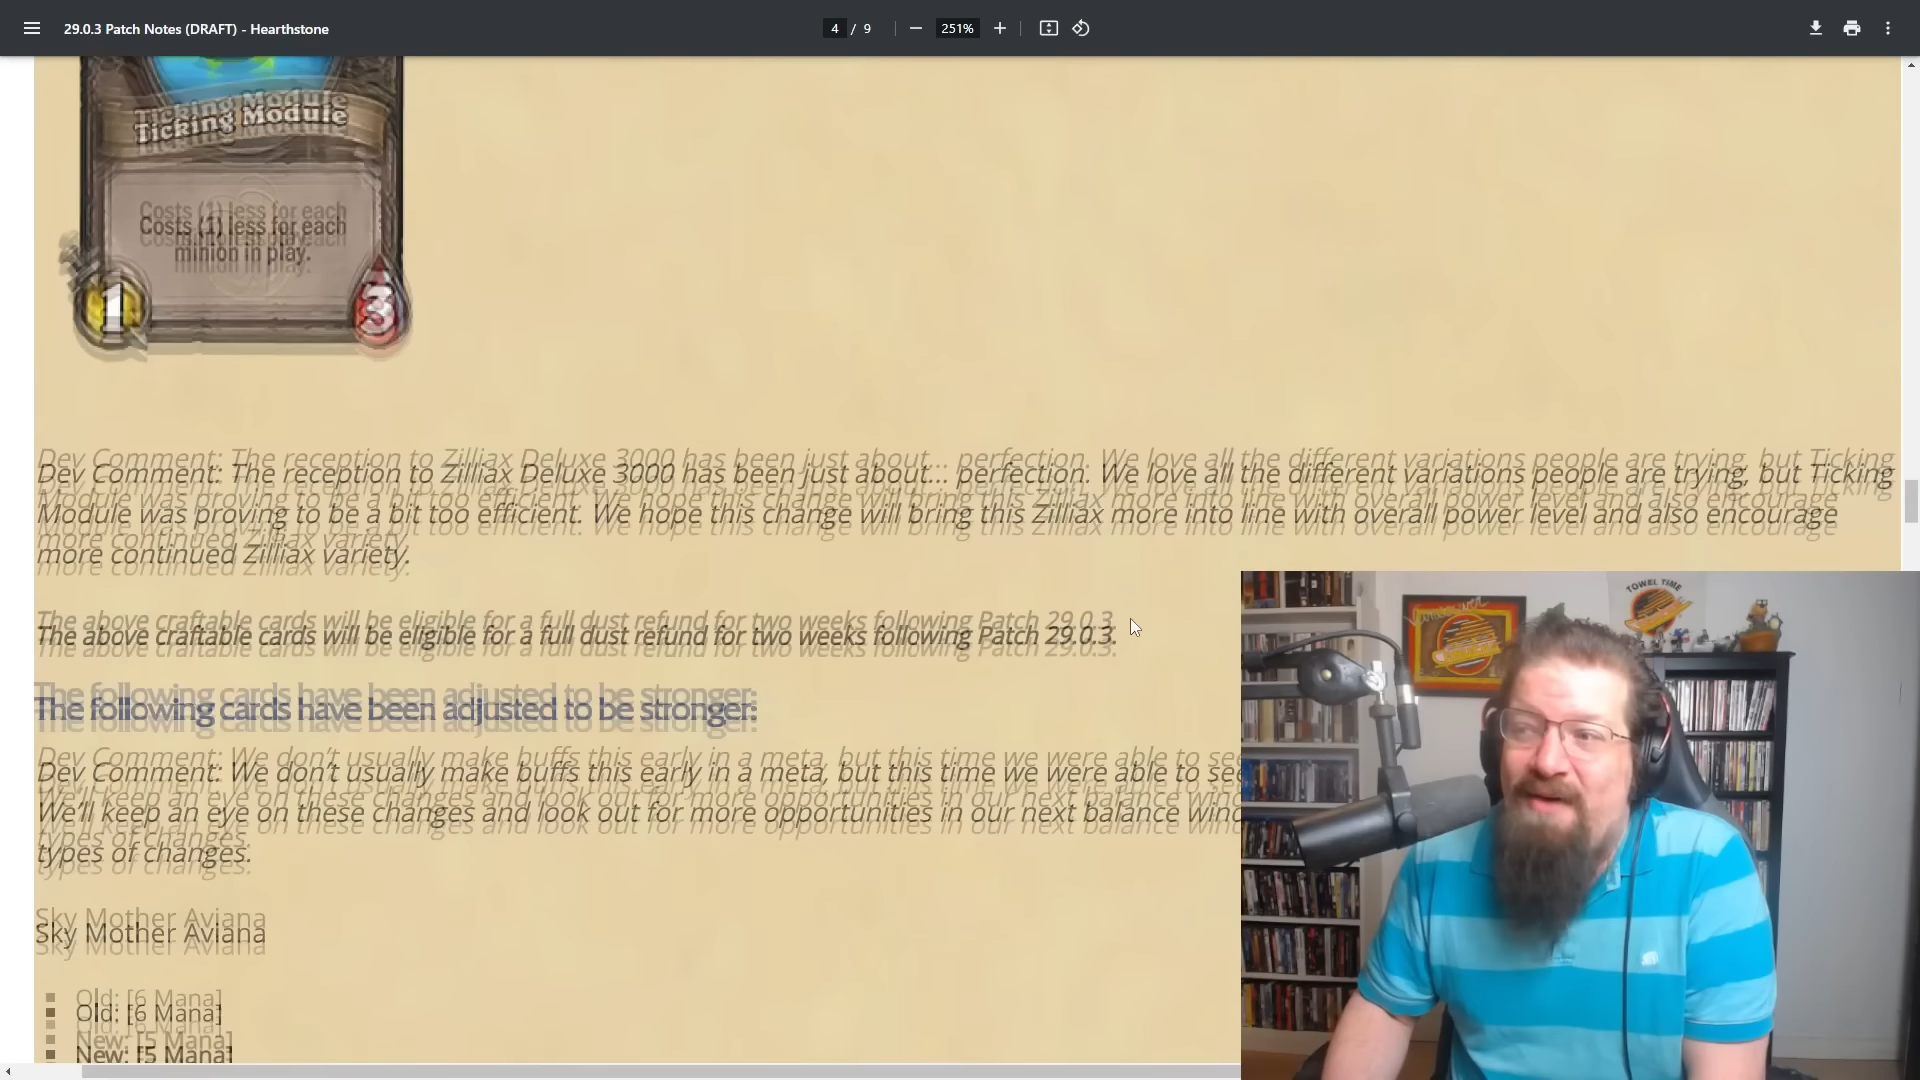 29.0.3 Patch Notes (DRAFT) - Hearthstone
4 / 9
251%
Ticking Module
Costs (1) less for each
minion in play.
1
3
Dev Comment: The reception to Zilliax Deluxe 3000 has been just about... perfection. We love all the different variations people are trying, but Ticking
Module was proving to be a bit too efficient. We hope this change will bring this Zilliax more into line with overall power level and also encourage
more continued Zilliax variety.
The above craftable cards will be eligible for a full dust refund for two weeks following Patch 29.0.3.
The following cards have been adjusted to be stronger:
Dev Comment: We don't usually make buffs this early in a meta, but this time we were able to see
We'll keep an eye on these changes and look out for more opportunities in our next balance
types of changes.
Sky Mother Aviana
Old: [6 Mana]
New: [5 Mana]
TOWEL TIME